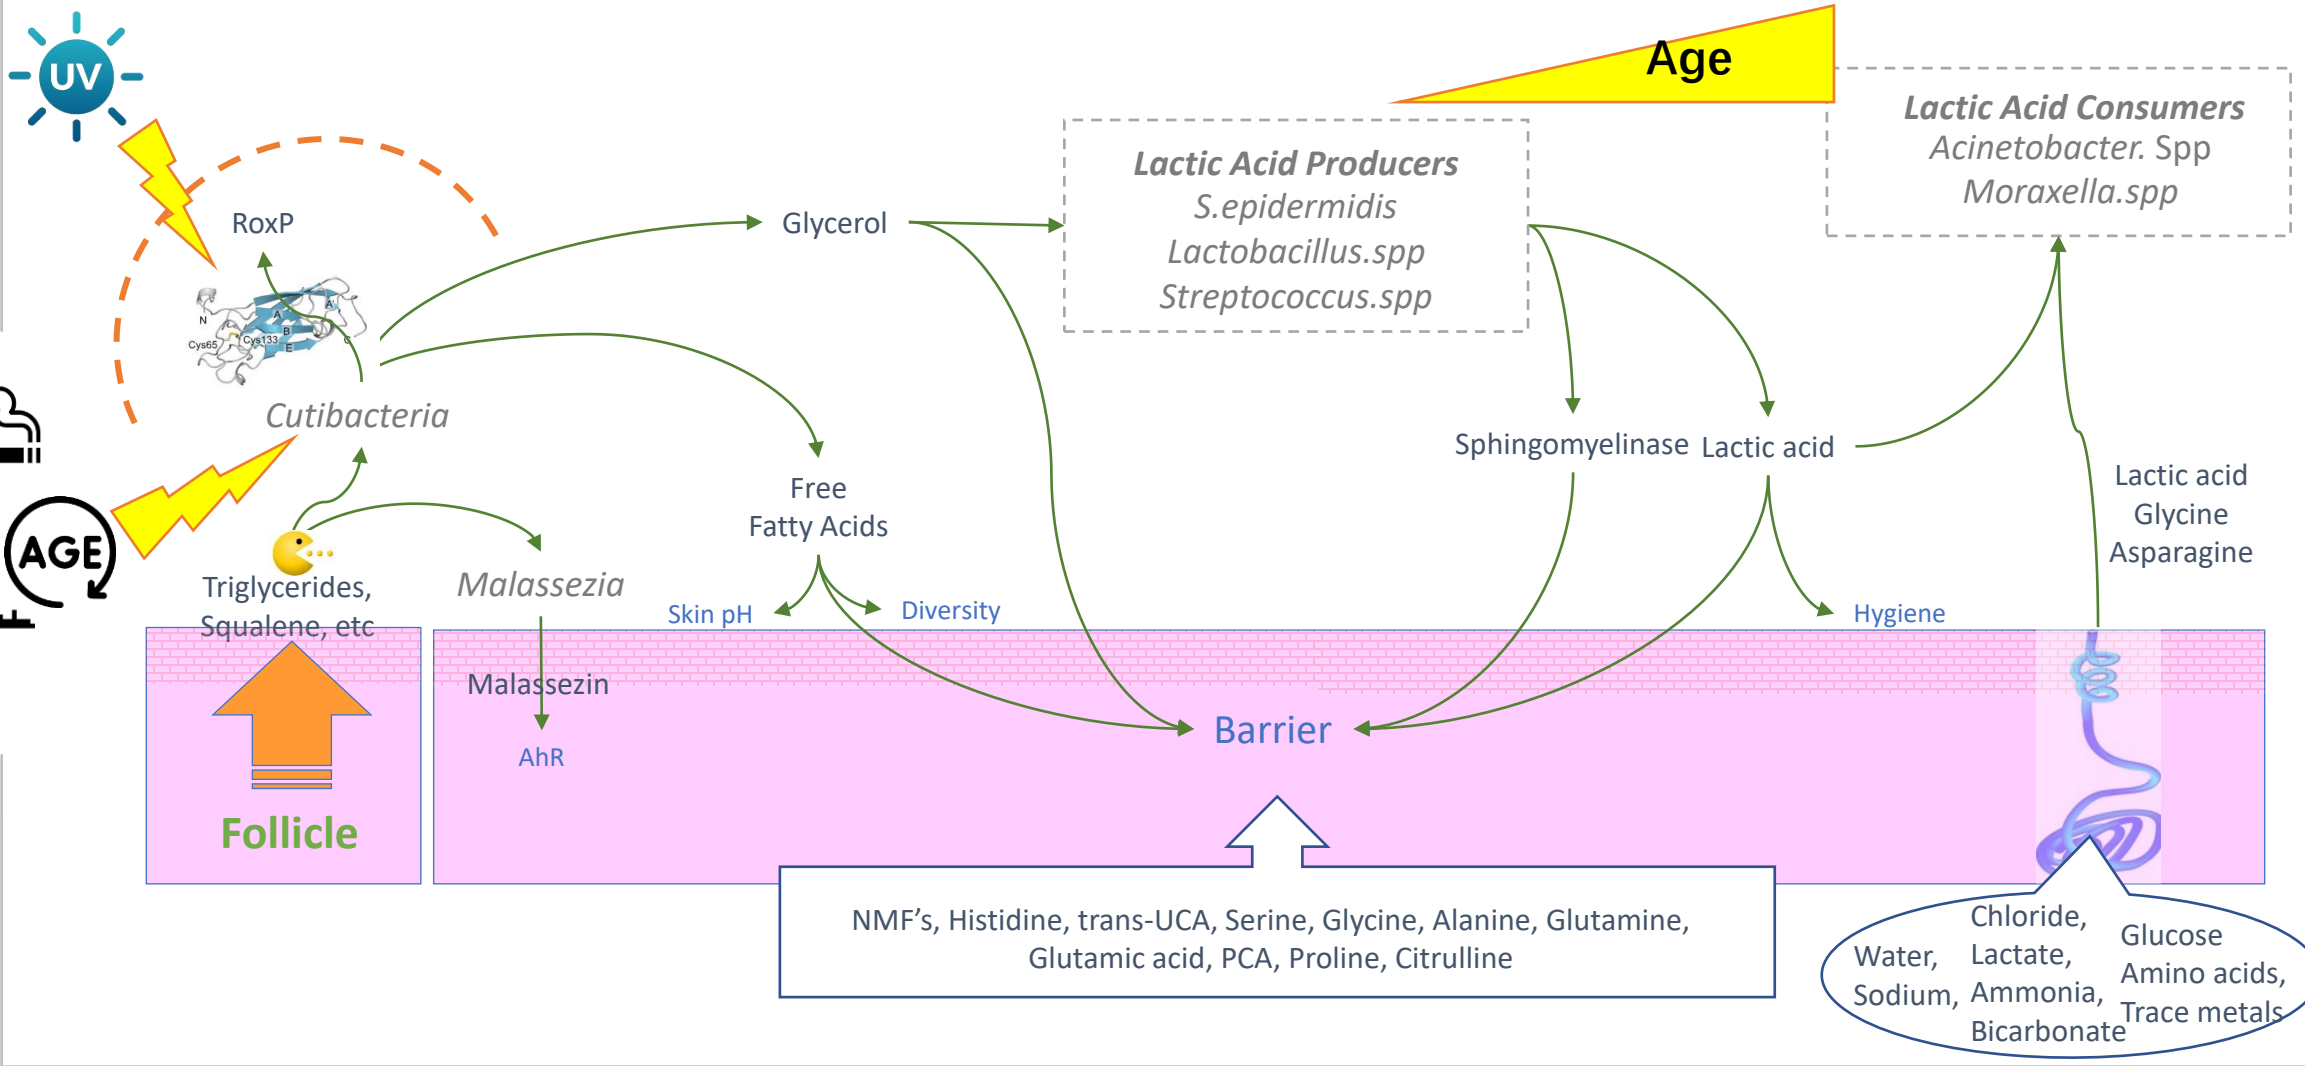 UV
Age
Lactic Acid Consumers
Acinetobacter. Spp
Moraxella.spp
Lactic Acid Producers
S.epidermidis
Lactobacillus.spp
Streptococcus.spp
RoxP
Glycerol
N
A
A'
B
C
E
Cys65
Cys133
Cutibacteria
Sphingomyelinase
Lactic acid
Free
Fatty Acids
Lactic acid
Glycine
Asparagine
AGE
Triglycerides,
Squalene, etc
Malassezia
Skin pH
Diversity
Hygiene
Malassezin
AhR
Barrier
Follicle
NMF's, Histidine, trans-UCA, Serine, Glycine, Alanine, Glutamine,
Glutamic acid, PCA, Proline, Citrulline
Water,
Sodium,
Chloride,
Lactate,
Ammonia,
Bicarbonate
Glucose
Amino acids,
Trace metals